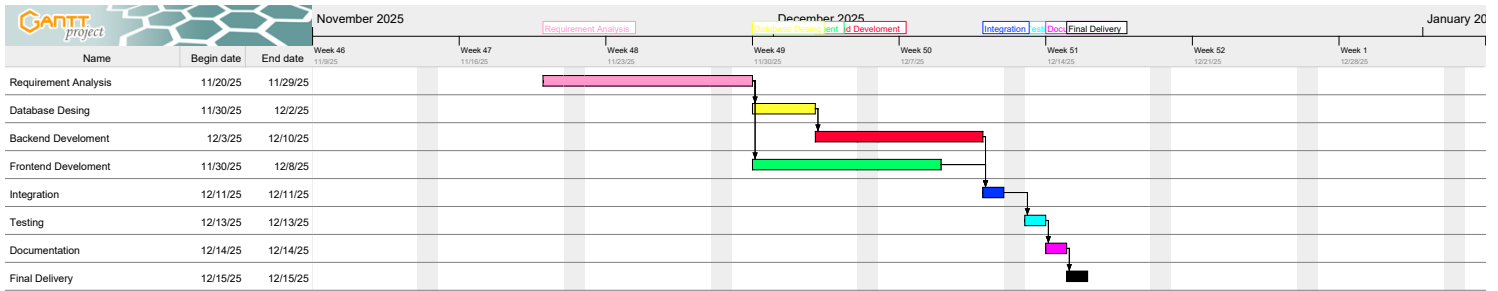 GANTT
project
November 2025
December 2025
January 20
Requirement Analysis
ent
d Develoment
Integration
Final Delivery
Name Begin date End date
Week 46 Week 47 Week 48 Week 49 Week 50 Week 51 Week 52 Week 1
11/9/25 11/16/25 11/23/25 11/30/25 12/7/25 12/14/25 12/21/25 12/28/25
Requirement Analysis 11/20/25 11/29/25
Database Desing 11/30/25 12/2/25
Backend Develoment 12/3/25 12/10/25
Frontend Develoment 11/30/25 12/8/25
Integration 12/11/25 12/11/25
Testing 12/13/25 12/13/25
Documentation 12/14/25 12/14/25
Final Delivery 12/15/25 12/15/25